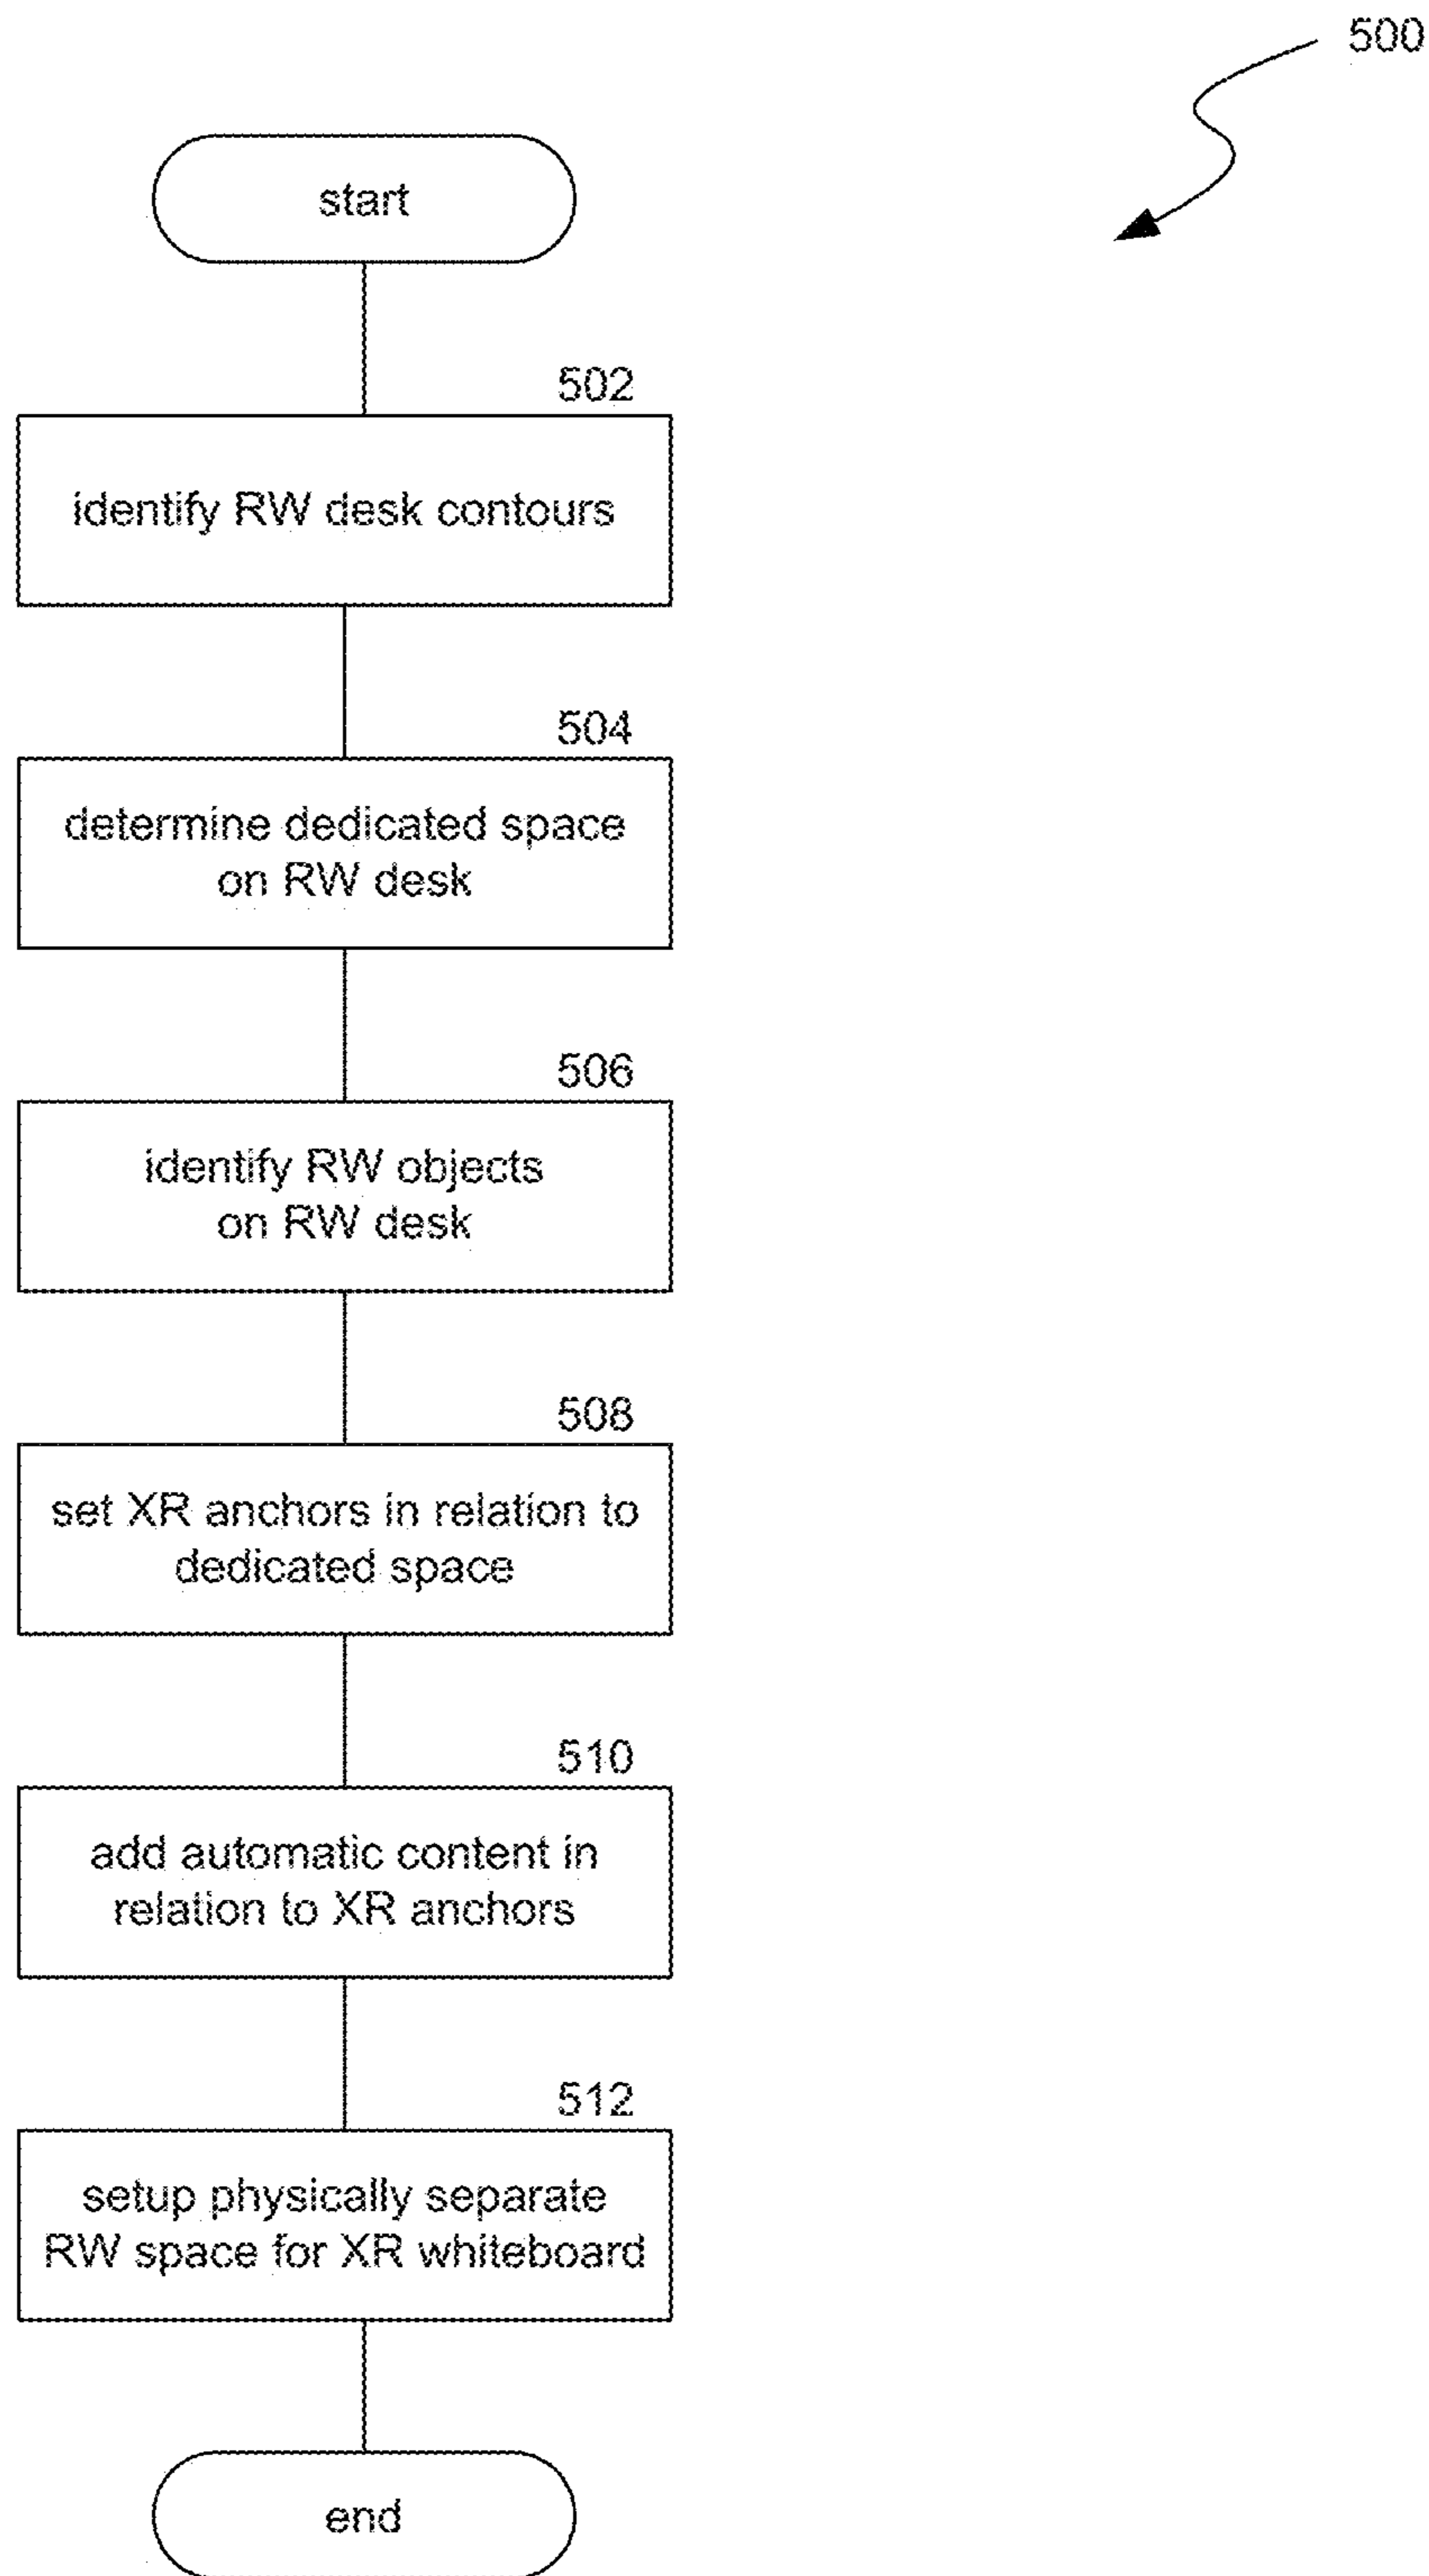 500
start
502
identify RW desk contours
504
determine dedicated space
on RW desk
506
identify RW objects
on RW desk
508
set XR anchors in relation to
dedicated space
510
add automatic content in
relation to XR anchors
512
setup physically separate
RW space for XR whiteboard
end